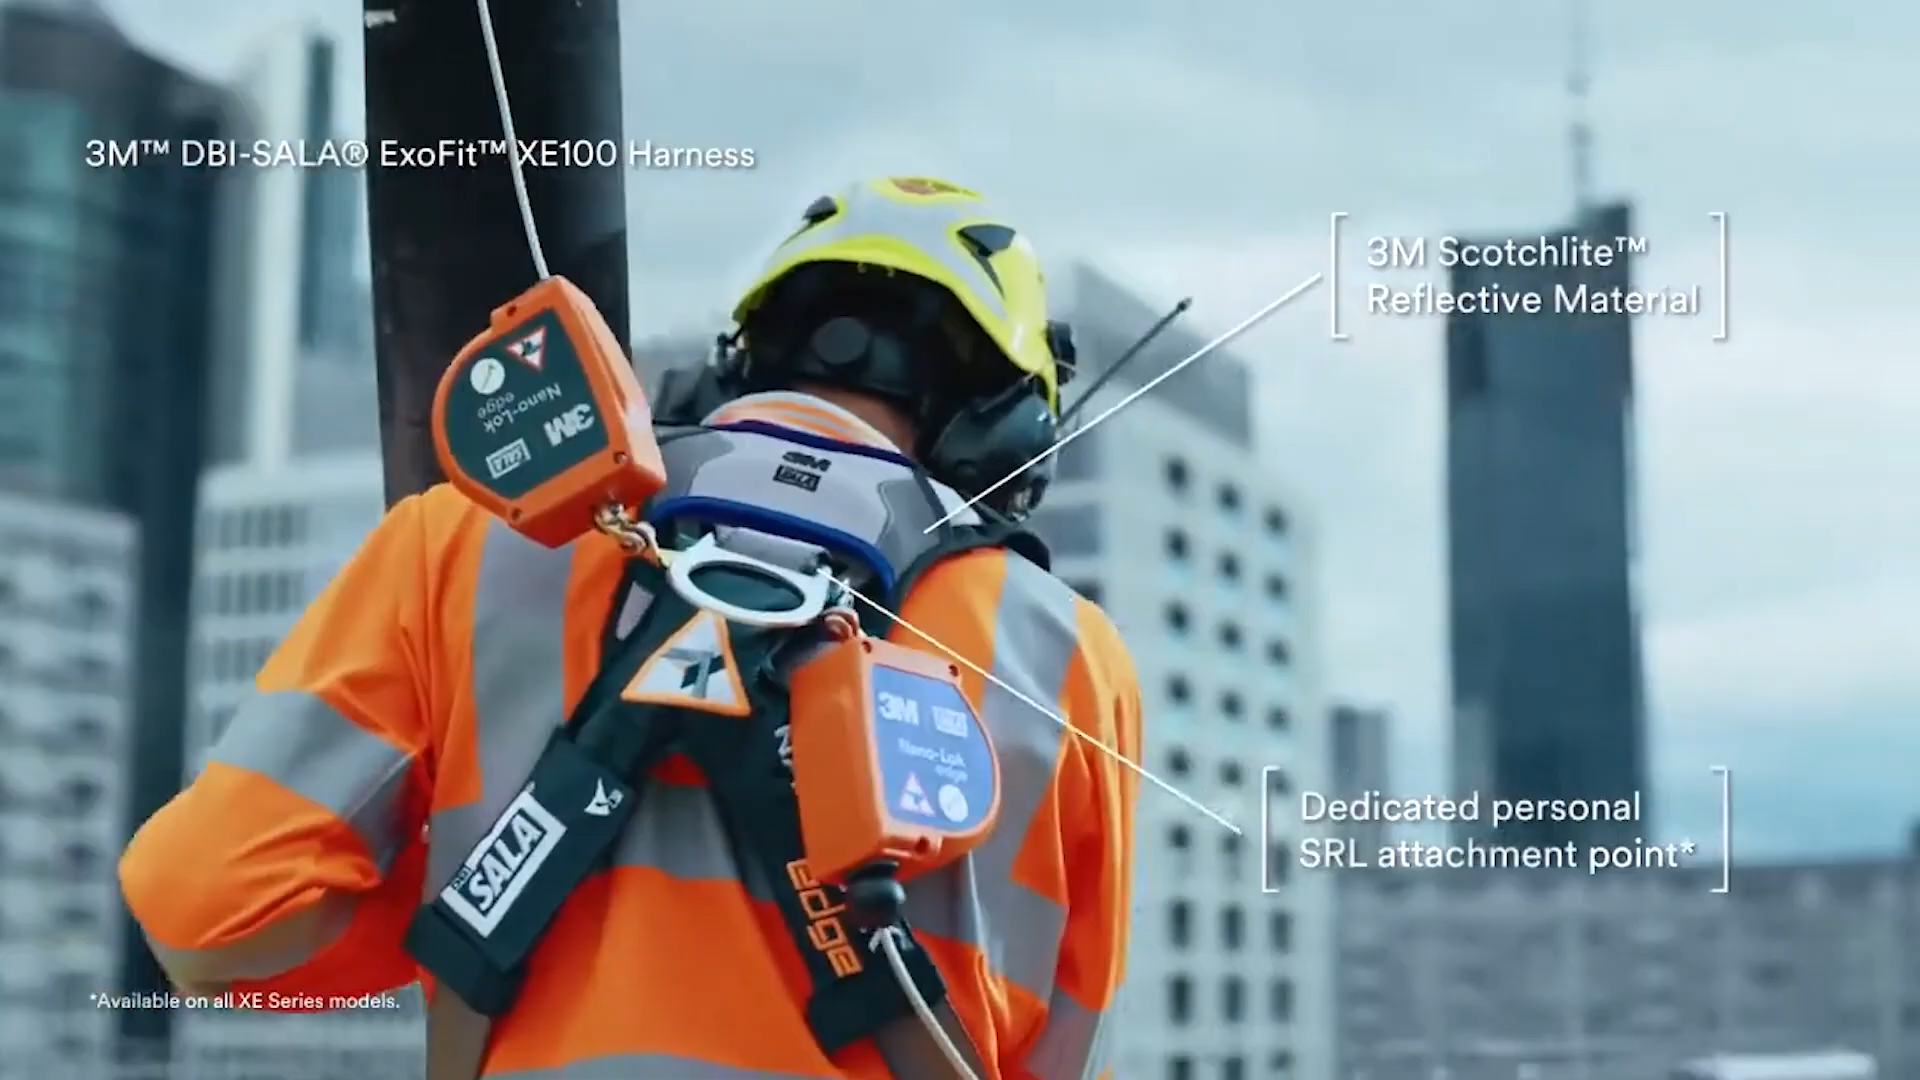 3M™ DBI-SALA® ExoFit™ XE100 Harness
3M Scotchlite™
Reflective Material
Nano-Lok
edge
3M
SALA
3M
SALA
3M
Nano-Lok
edge
SALA
edge
Dedicated personal
SRL attachment point*
*Available on all XE Series models.